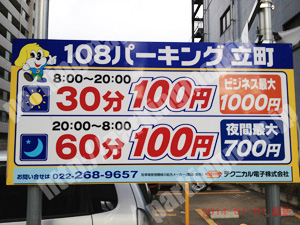 108パーキング 立町
8:00〜20:00
30分 100円
ビジネス最大
1000円
20:00〜8:00
60分 100円
夜間最大
700円
お問い合せは 022-268-9657
テクニカル電子株式会社